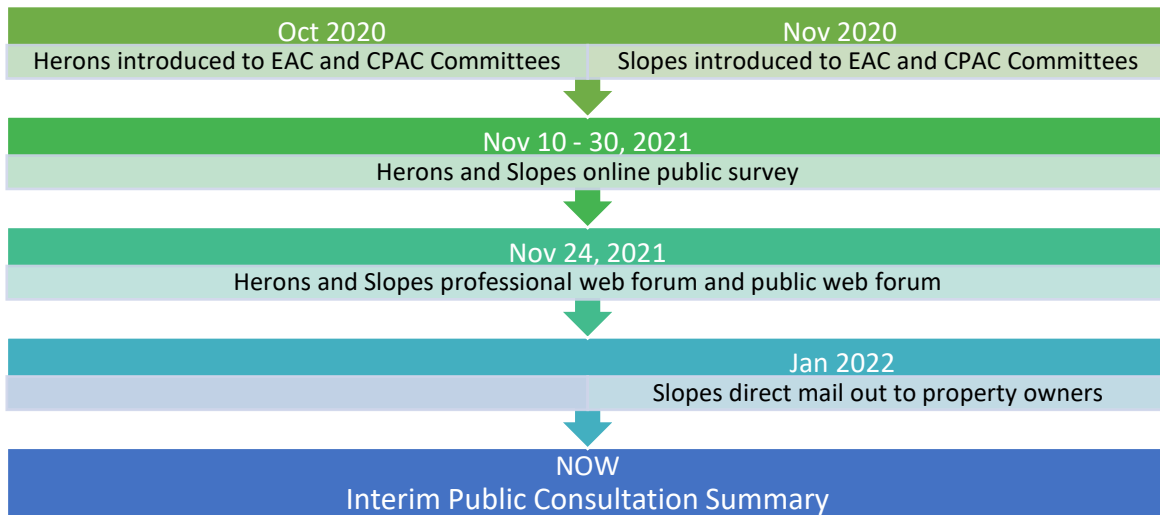 Oct 2020
Nov 2020
Herons introduced to EAC and CPAC Committees
Slopes introduced to EAC and CPAC Committees
Nov 10 - 30, 2021
Herons and Slopes online public survey
Nov 24, 2021
Herons and Slopes professional web forum and public web forum
Jan 2022
Slopes direct mail out to property owners
NOW
Interim Public Consultation Summary